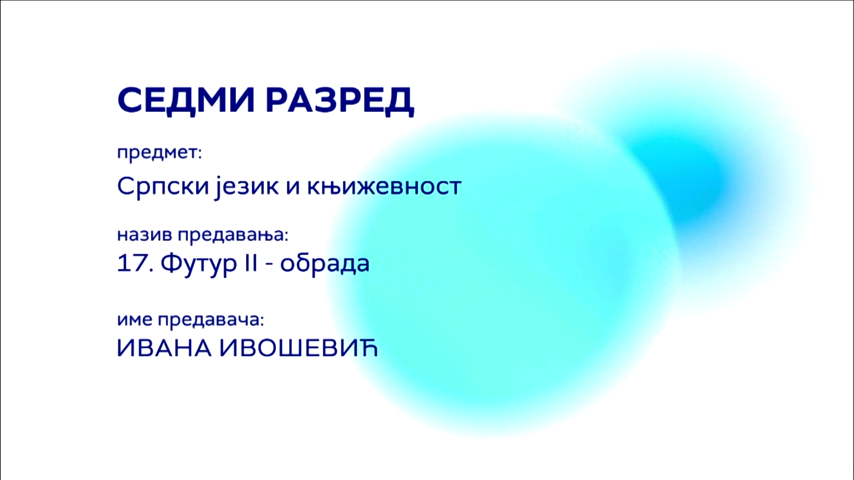 СЕДМИ РАЗРЕД
предмет:
Српски језик и књижевност
назив предавања:
17. Футур II - обрада
име предавача:
ИВАНА ИВОШЕВИЋ